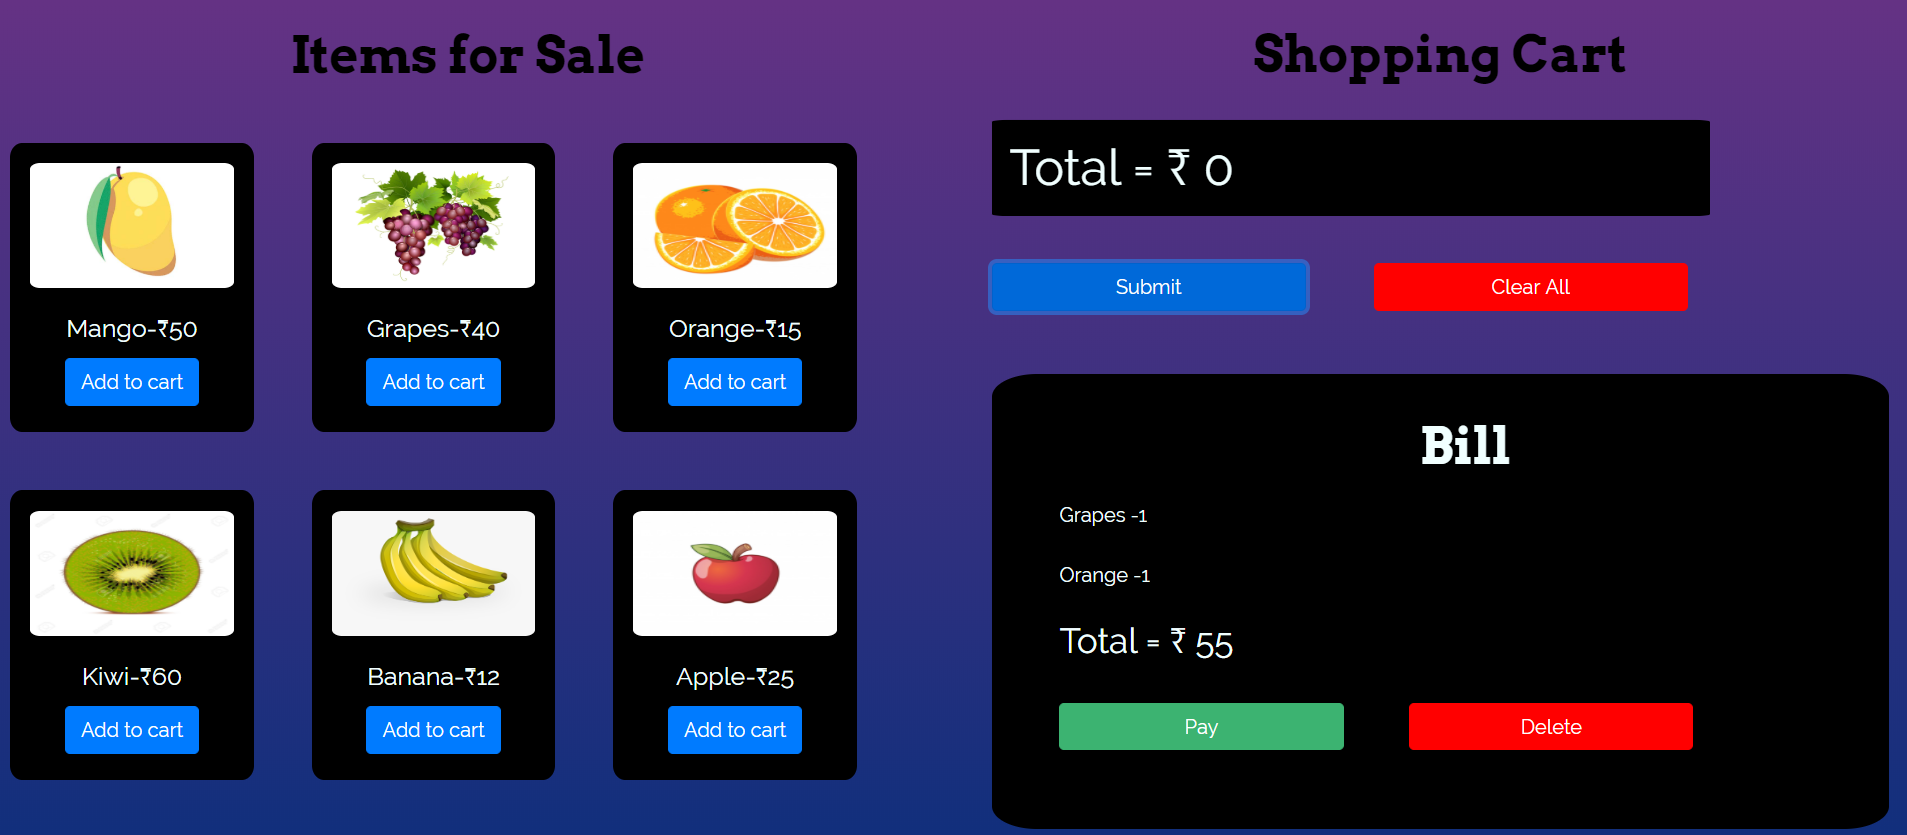 Items for Sale
Mango-₹50
Add to cart
Grapes-₹40
Add to cart
Orange-₹15
Add to cart
Kiwi-₹60
Add to cart
Banana-₹12
Add to cart
Apple-₹25
Add to cart
Shopping Cart
Total = ₹ 0
Submit
Clear All
Bill
Grapes -1
Orange -1
Total = ₹ 55
Pay
Delete